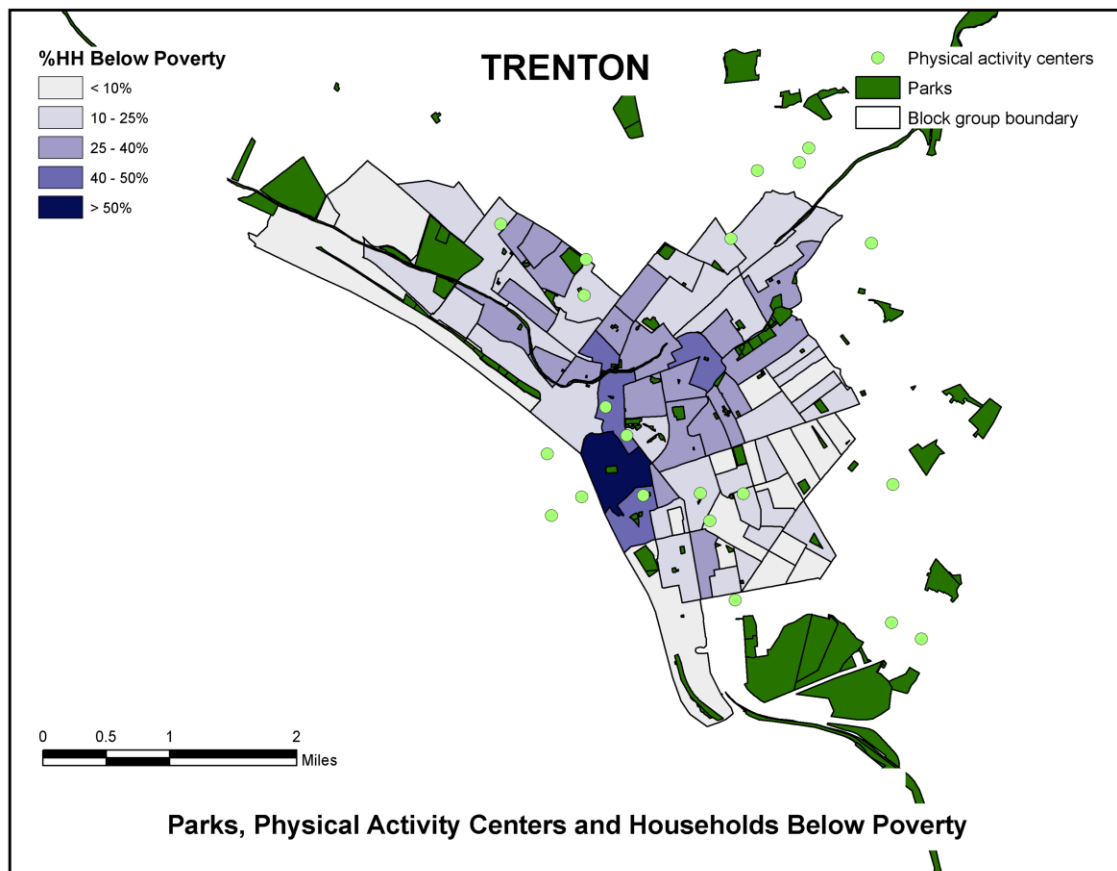 TRENTON
%HH Below Poverty
< 10%
10 - 25%
25 - 40%
40 - 50%
> 50%
Physical activity centers
Parks
Block group boundary
0 0.5 1 2
Miles
Parks, Physical Activity Centers and Households Below Poverty